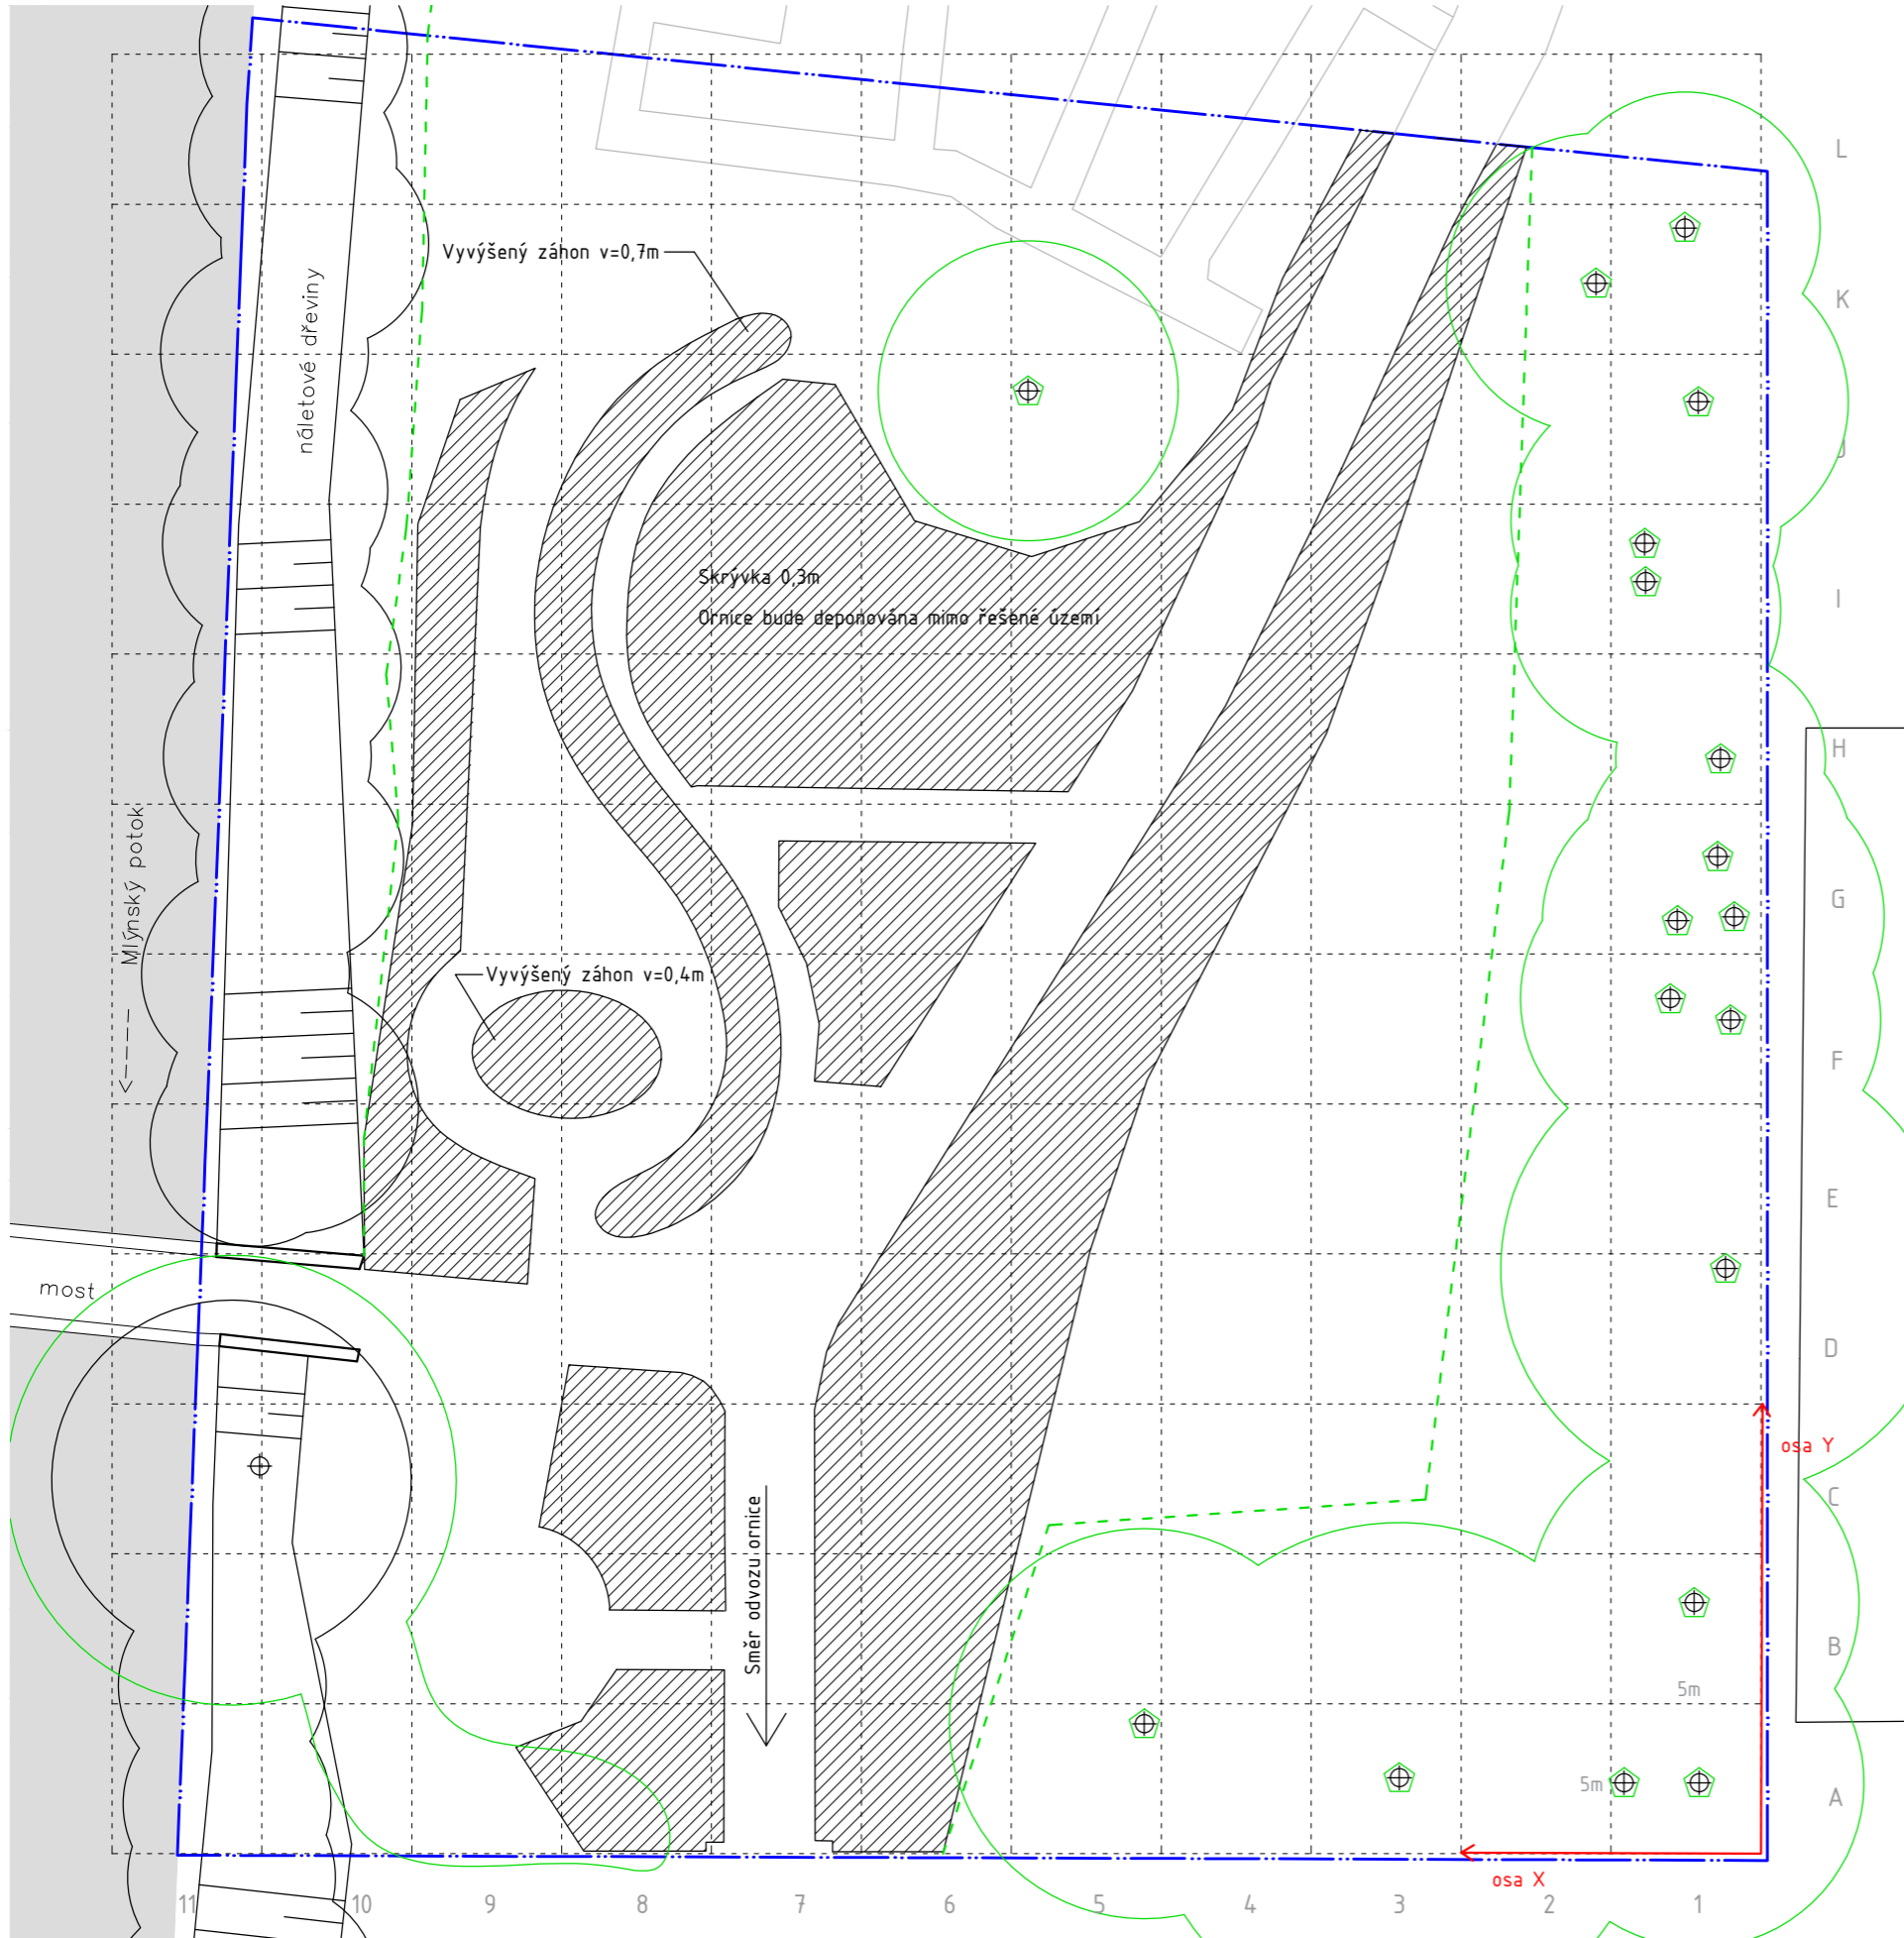 L
Vyvýšený záhon v=0,7m
K
náletové dřeviny
J
Skrývka 0,3m
I
Ornice bude deponována mimo řešené území
H
Mlýnský potok
G
Vyvýšený záhon v=0,4m
F
E
most
D
osa Y
C
Směr odvozu ornice
B
5m
5m
A
osa X
11 10 9 8 7 6 5 4 3 2 1